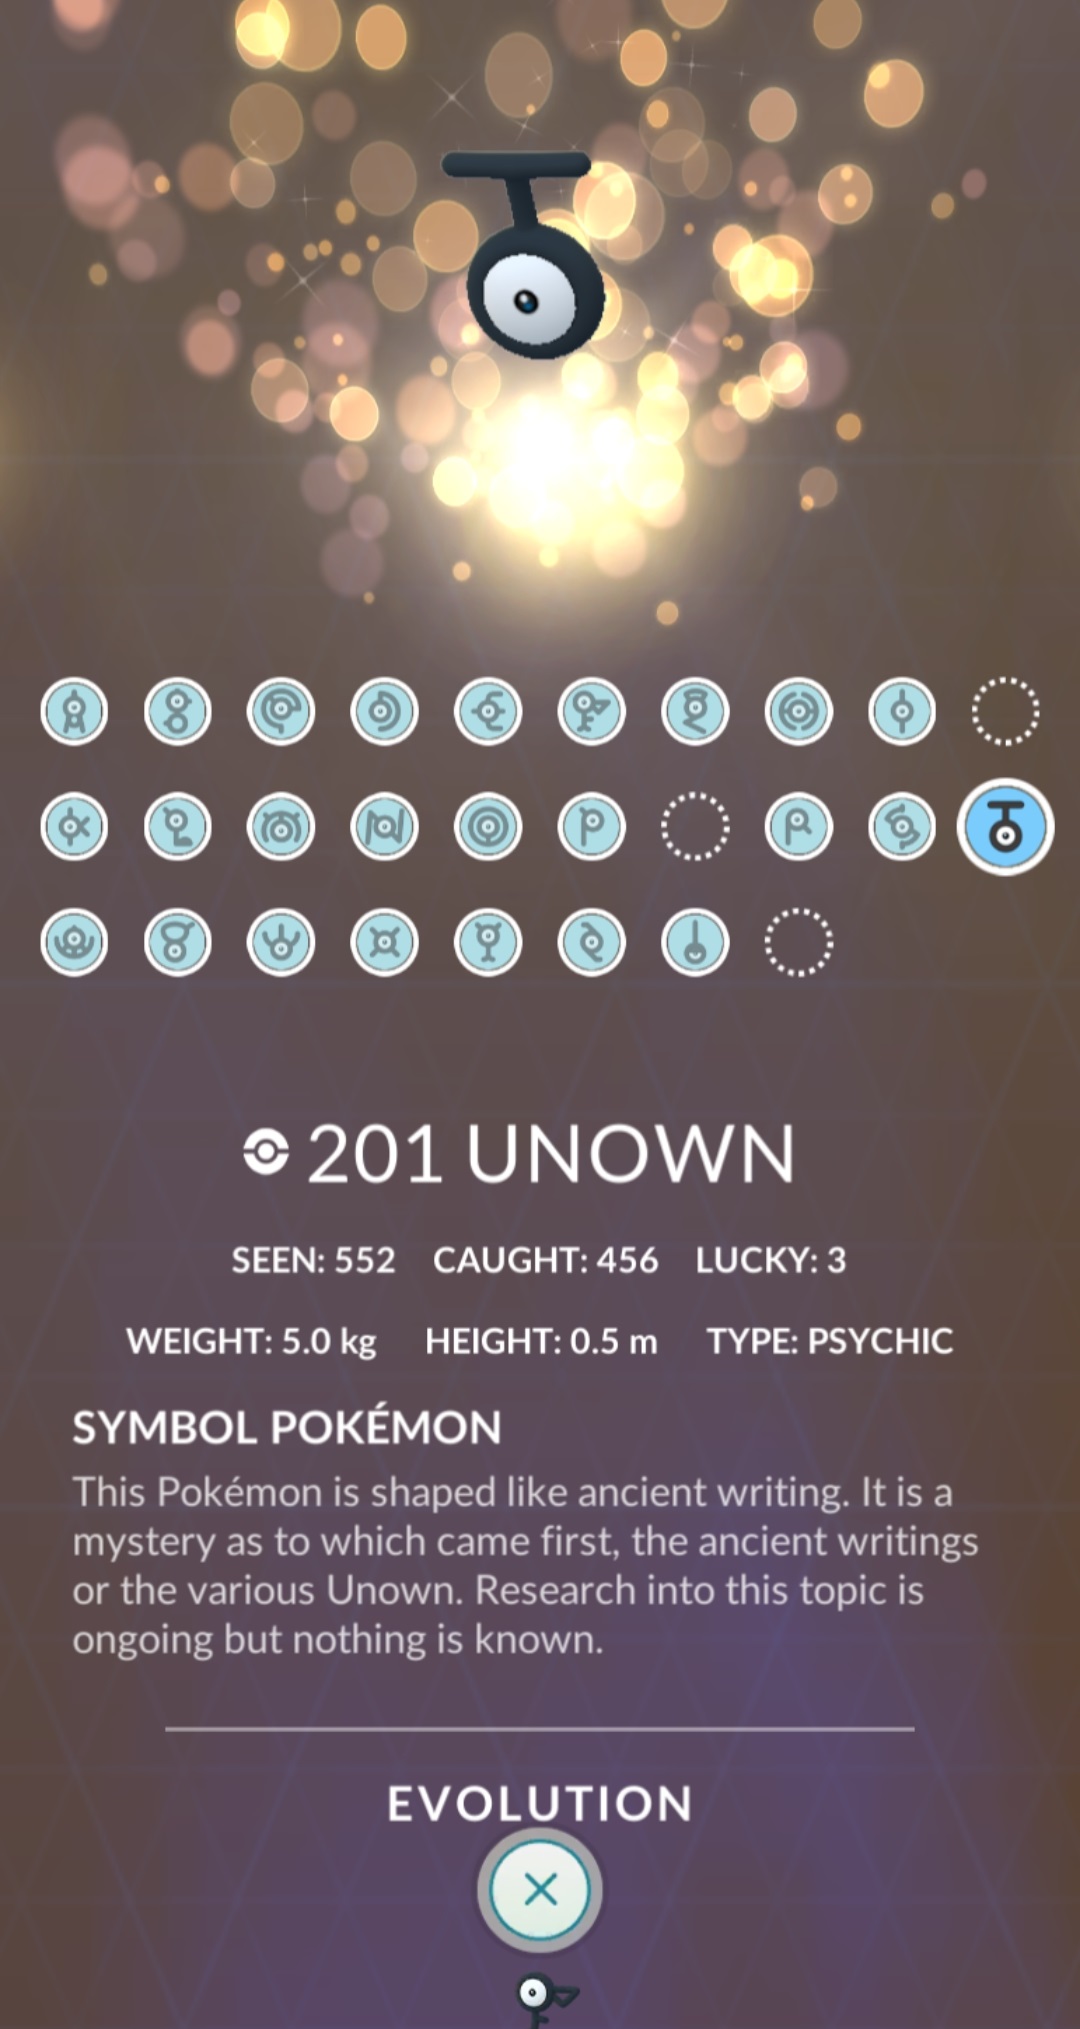 201 UNOWN
SEEN: 552 CAUGHT: 456 LUCKY: 3
WEIGHT: 5.0 kg HEIGHT: 0.5 m TYPE: PSYCHIC
SYMBOL POKÉMON
This Pokémon is shaped like ancient writing. It is a
mystery as to which came first, the ancient writings
or the various Unown. Research into this topic is
ongoing but nothing is known.
EVOLUTION